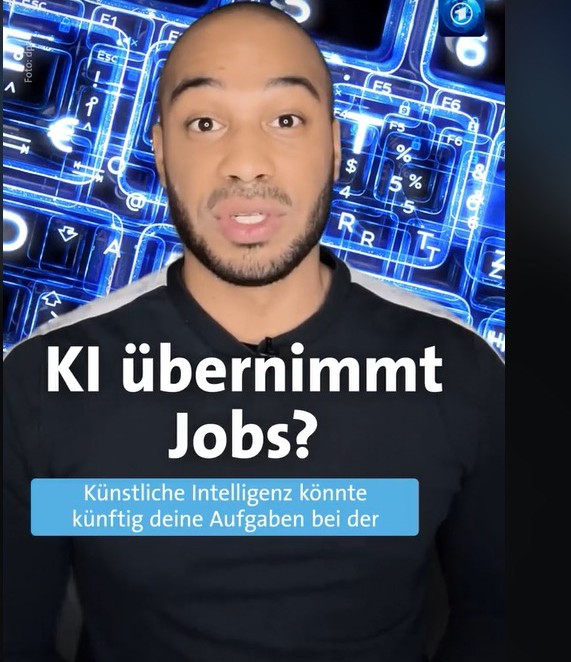 KI übernimmt
Jobs?
Künstliche Intelligenz könnte
künftig deine Aufgaben bei der